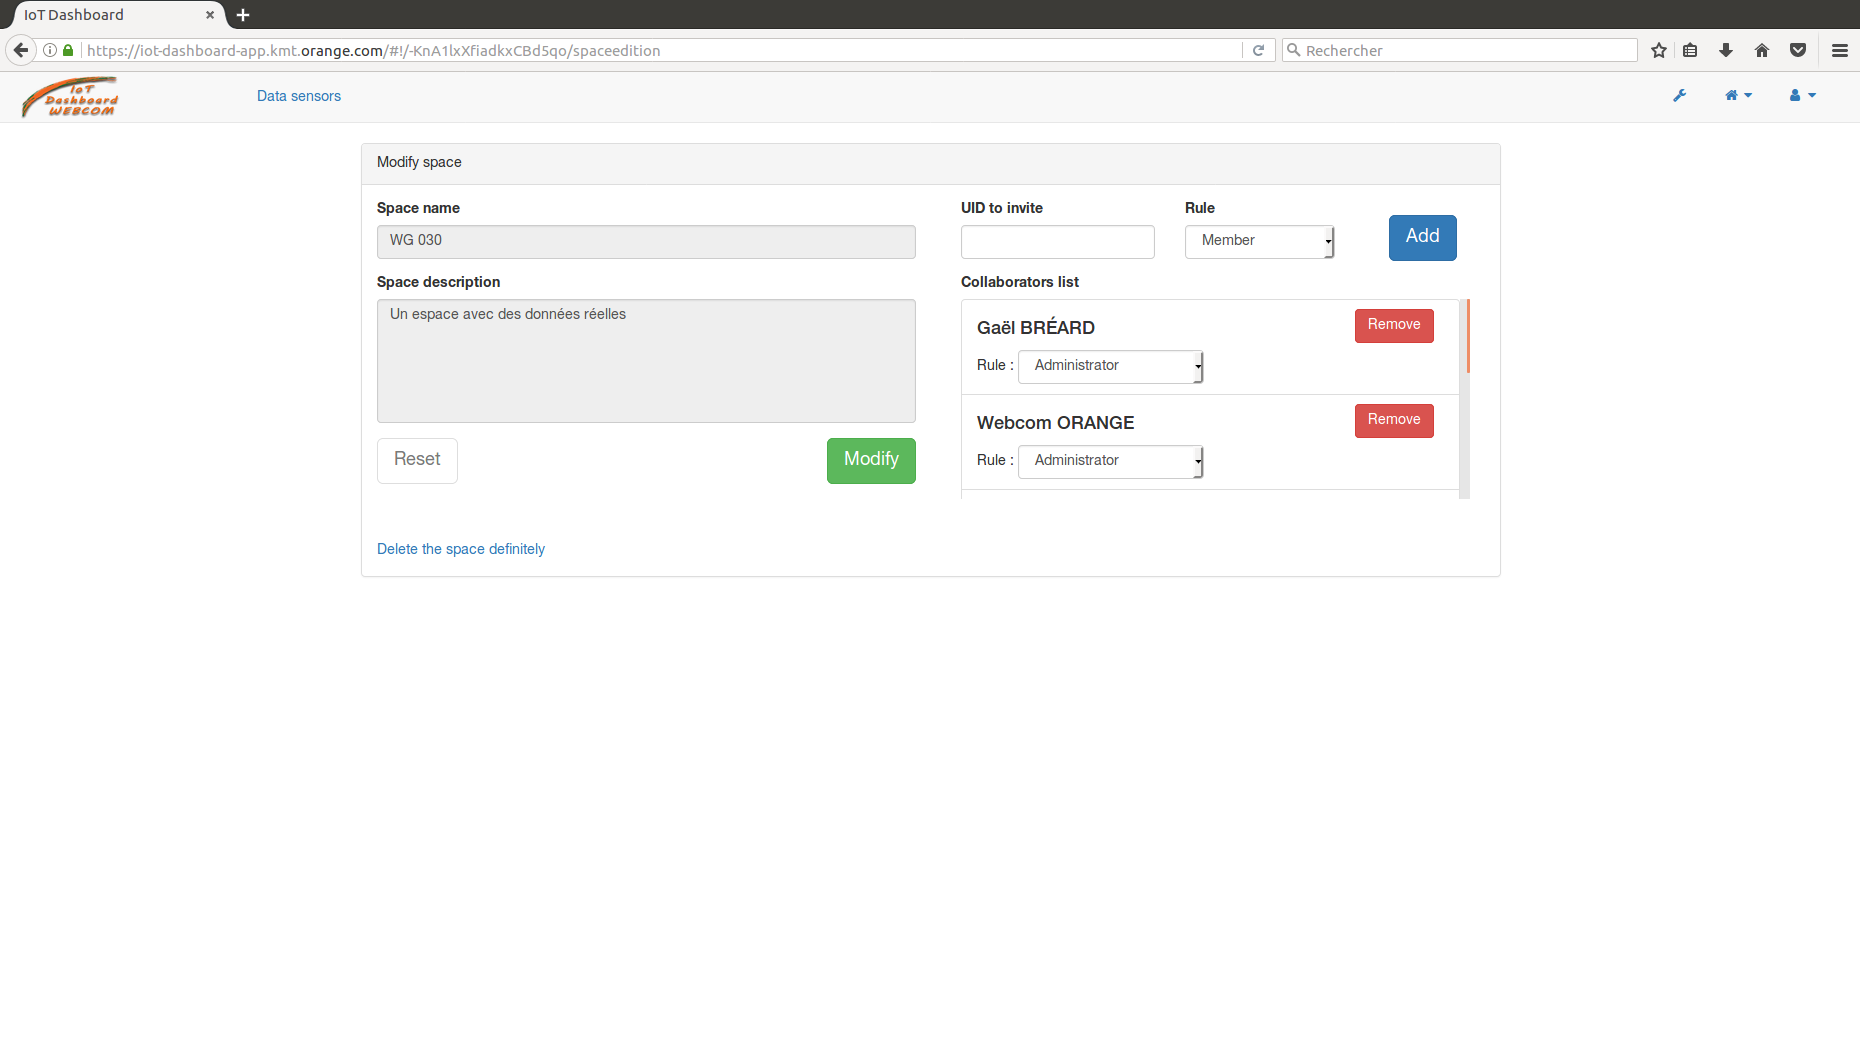 IoT Dashboard
https://iot-dashboard-app.kmt.orange.com/#!/-KnA1lxXfiadkxCBd5qo/spaceedition
Rechercher
IoT
Dashboard
WEBCOM
Data sensors
Modify space
Space name
UID to invite
Rule
WG 030
Member
Add
Space description
Collaborators list
Un espace avec des données réelles
Gaël BRÉARD
Remove
Rule :
Administrator
Webcom ORANGE
Remove
Rule :
Administrator
Reset
Modify
Delete the space definitely